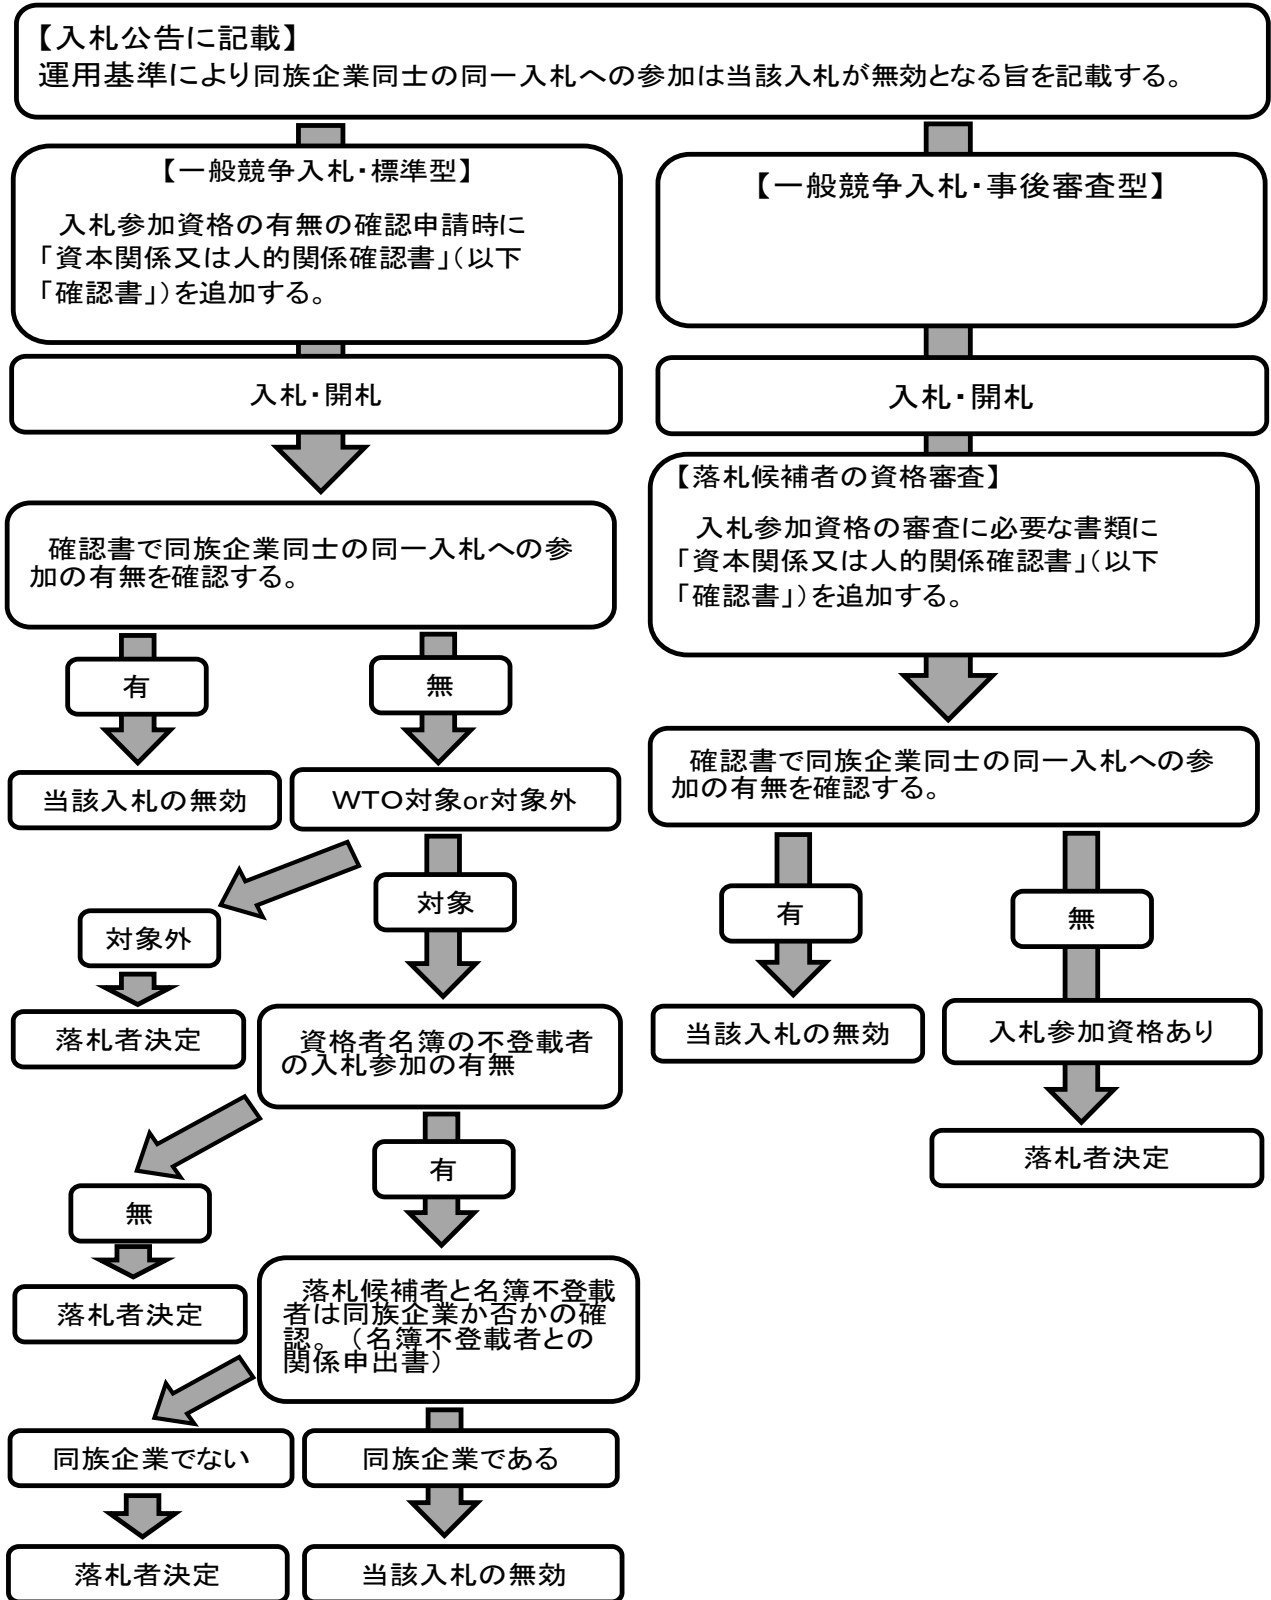 【入札公告に記載】
運用基準により同族企業同士の同一入札への参加は当該入札が無効となる旨を記載する。
【一般競争入札・標準型】
入札参加資格の有無の確認申請時に
「資本関係又は人的関係確認書」（以下
「確認書」）を追加する。
入札・開札
確認書で同族企業同士の同一入札への参
加の有無を確認する。
有
無
当該入札の無効
WTO対象or対象外
対象外
対象
落札者決定
資格者名簿の不登載者
の入札参加の有無
無
有
落札者決定
落札候補者と名簿不登載
者は同族企業か否かの確
認。（名簿不登載者との
関係申出書）
同族企業でない
同族企業である
落札者決定
当該入札の無効
【一般競争入札・事後審査型】
入札・開札
【落札候補者の資格審査】
入札参加資格の審査に必要な書類に
「資本関係又は人的関係確認書」（以下
「確認書」）を追加する。
確認書で同族企業同士の同一入札への参
加の有無を確認する。
有
無
当該入札の無効
入札参加資格あり
落札者決定